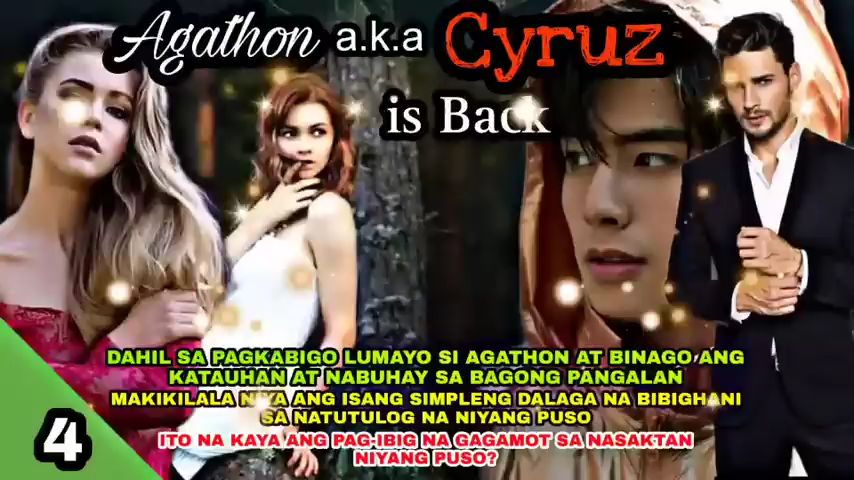 Agathon a.k.a Cyruz
is Back
DAHIL SA PAGKABIGO LUMAYO SI AGATHON AT BINAGO ANG
KATAUHAN AT NABUHAY SA BAGONG PANGALAN
MAKIKILALA NIYA ANG ISANG SIMPLENG DALAGA NA BIBIGHANI
SA NATUTULOG NA NIYANG PUSO
ITO NA KAYA ANG PAG-IBIG NA GAGAMOT SA NASAKTAN
NIYANG PUSO?
4